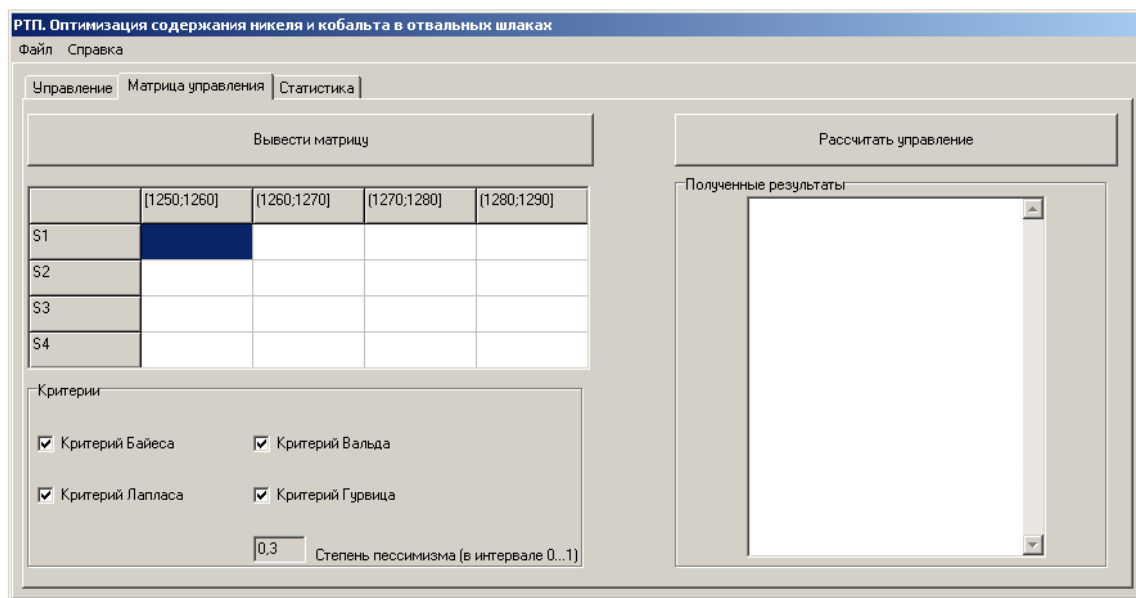 РТП. Оптимизация содержания никеля и кобальта в отвальных шлаках
Файл Справка
Управление Матрица управления Статистика
Вывести матрицу
Рассчитать управление
[1250;1260] (1260;1270] (1270;1280] (1280;1290]
S1
S2
S3
S4
Критерии
Критерий Байеса Критерий Вальда
Критерий Лапласа Критерий Гурвица
0,3 Степень пессимизма (в интервале 0...1)
Полученные результаты